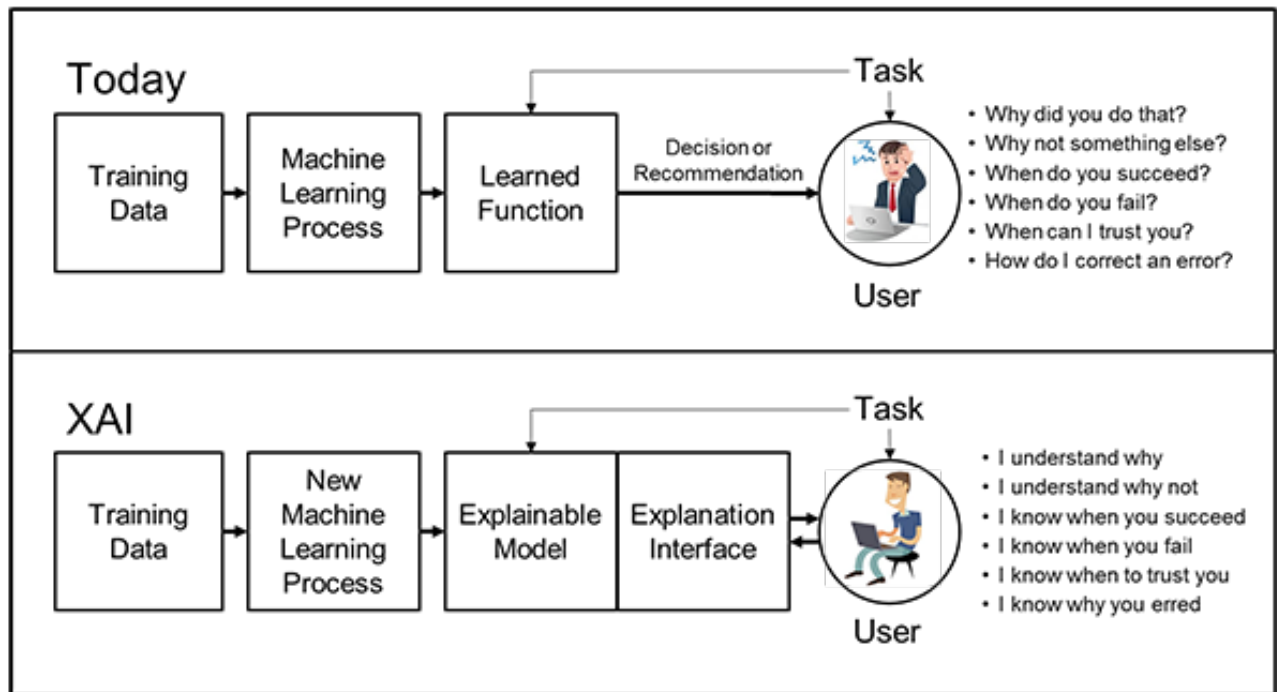 Today
Task
Training
Data
Machine
Learning
Process
Learned
Function
Decision or
Recommendation
User
• Why did you do that?
• Why not something else?
• When do you succeed?
• When do you fail?
• When can I trust you?
• How do I correct an error?
XAI
Task
Training
Data
New
Machine
Learning
Process
Explainable
Model
Explanation
Interface
User
• I understand why
• I understand why not
• I know when you succeed
• I know when you fail
• I know when to trust you
• I know why you erred